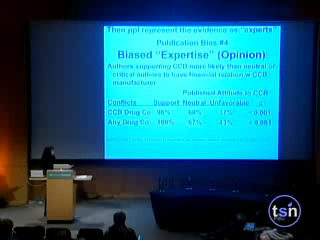 Then ppl represent the evidence as "experts"
Publication Bias #4
Biased "Expertise" (Opinion)
Authors supporting CCB more likely than neutral or
critical authors to have financial relation w CCB
manufacturer
Published Attitude to CCB
Conflicts Support Neutral Unfavorable p
CCB Drug Co 96% 60% 37% <0.001
Any Drug Co 100% 67% 43% <0.001
tsn